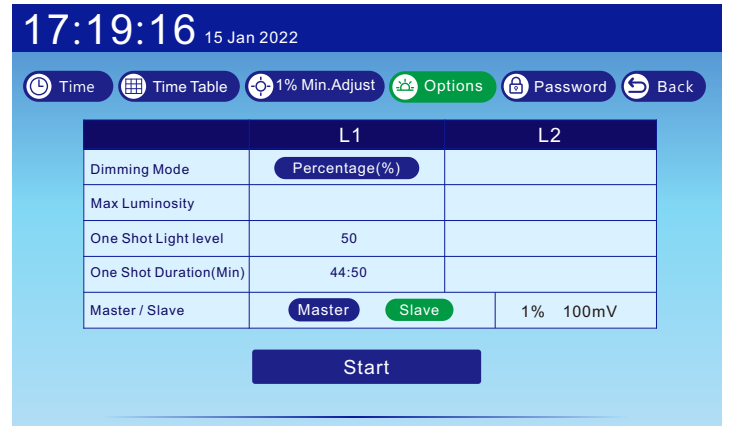 17:19:16 15 Jan 2022
Time Time Table 1% Min.Adjust Options Password Back
L1 L2
Dimming Mode Percentage(%)
Max Luminosity
One Shot Light level 50
One Shot Duration(Min) 44:50
Master / Slave Master Slave 1% 100mV
Start